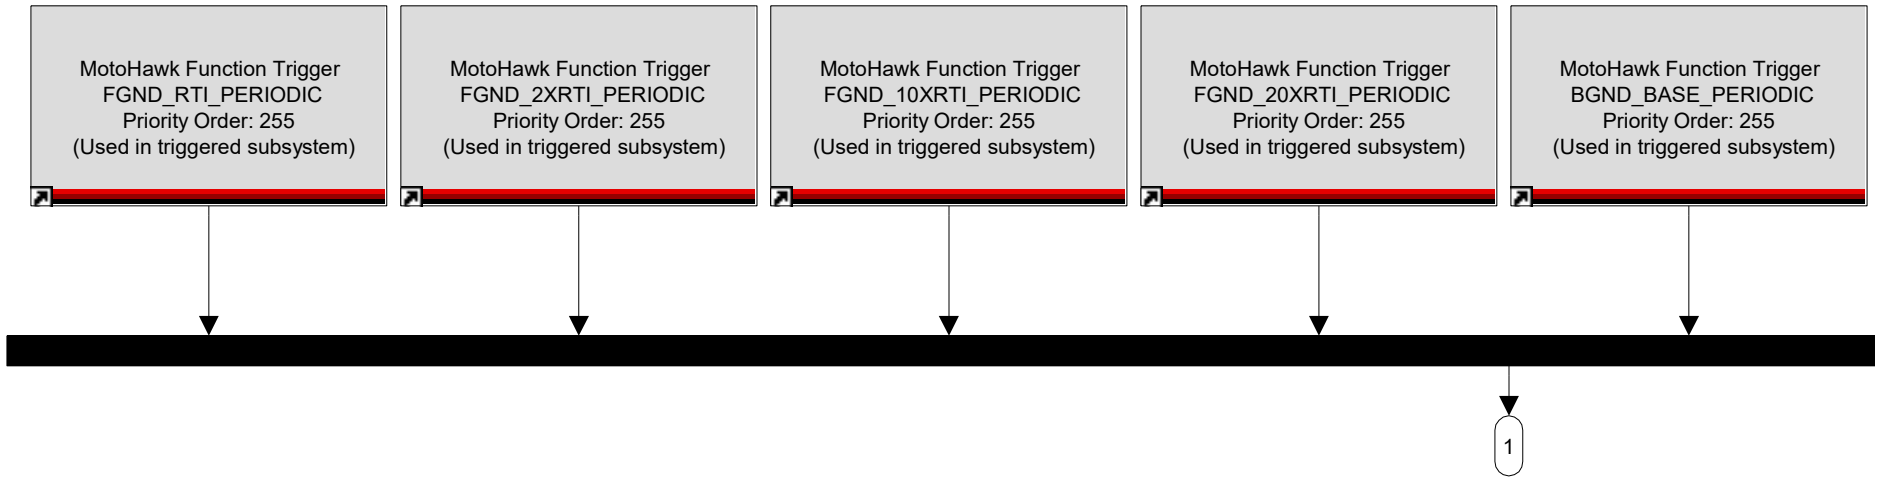 MotoHawk Function Trigger
FGND_RTI_PERIODIC
Priority Order: 255
(Used in triggered subsystem)
MotoHawk Function Trigger
FGND_2XRTI_PERIODIC
Priority Order: 255
(Used in triggered subsystem)
MotoHawk Function Trigger
FGND_10XRTI_PERIODIC
Priority Order: 255
(Used in triggered subsystem)
MotoHawk Function Trigger
FGND_20XRTI_PERIODIC
Priority Order: 255
(Used in triggered subsystem)
MotoHawk Function Trigger
BGND_BASE_PERIODIC
Priority Order: 255
(Used in triggered subsystem)
1